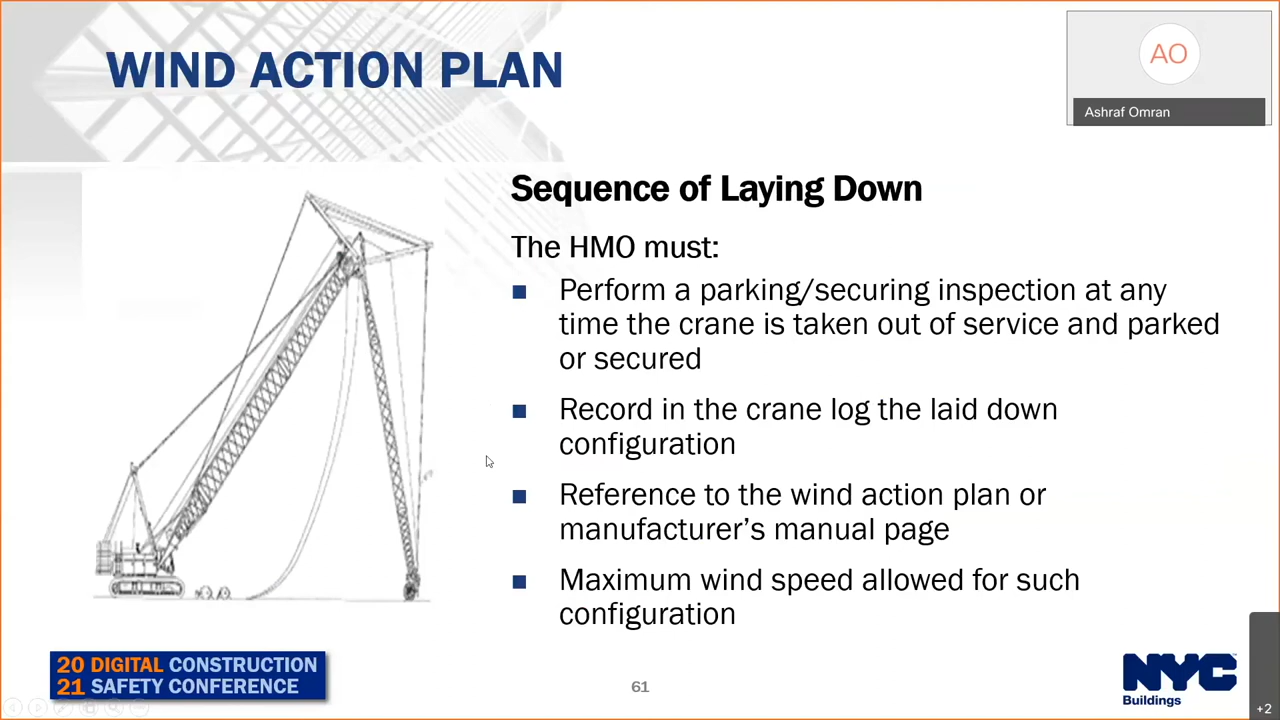 WIND ACTION PLAN
AO
Ashraf Omran
Sequence of Laying Down
The HMO must:
Perform a parking/securing inspection at any
time the crane is taken out of service and parked
or secured
Record in the crane log the laid down
configuration
Reference to the wind action plan or
manufacturer's manual page
Maximum wind speed allowed for such
configuration
20 DIGITAL CONSTRUCTION
21 SAFETY CONFERENCE
61
NYC
Buildings
+2